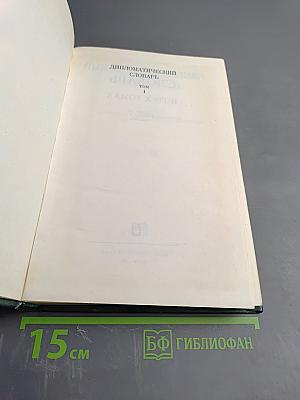 ДИПЛОМАТИЧЕСКИЙ
СЛОВАРЬ
ТОМ
I
15 см
БФ ГИБЛИОФАН